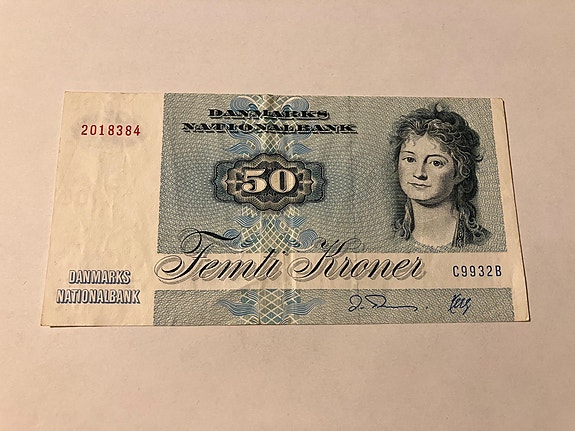 2018384
DANMARKS
NATIONALBANK
50
Femti Kroner
C9932B
DANMARKS
NATIONALBANK